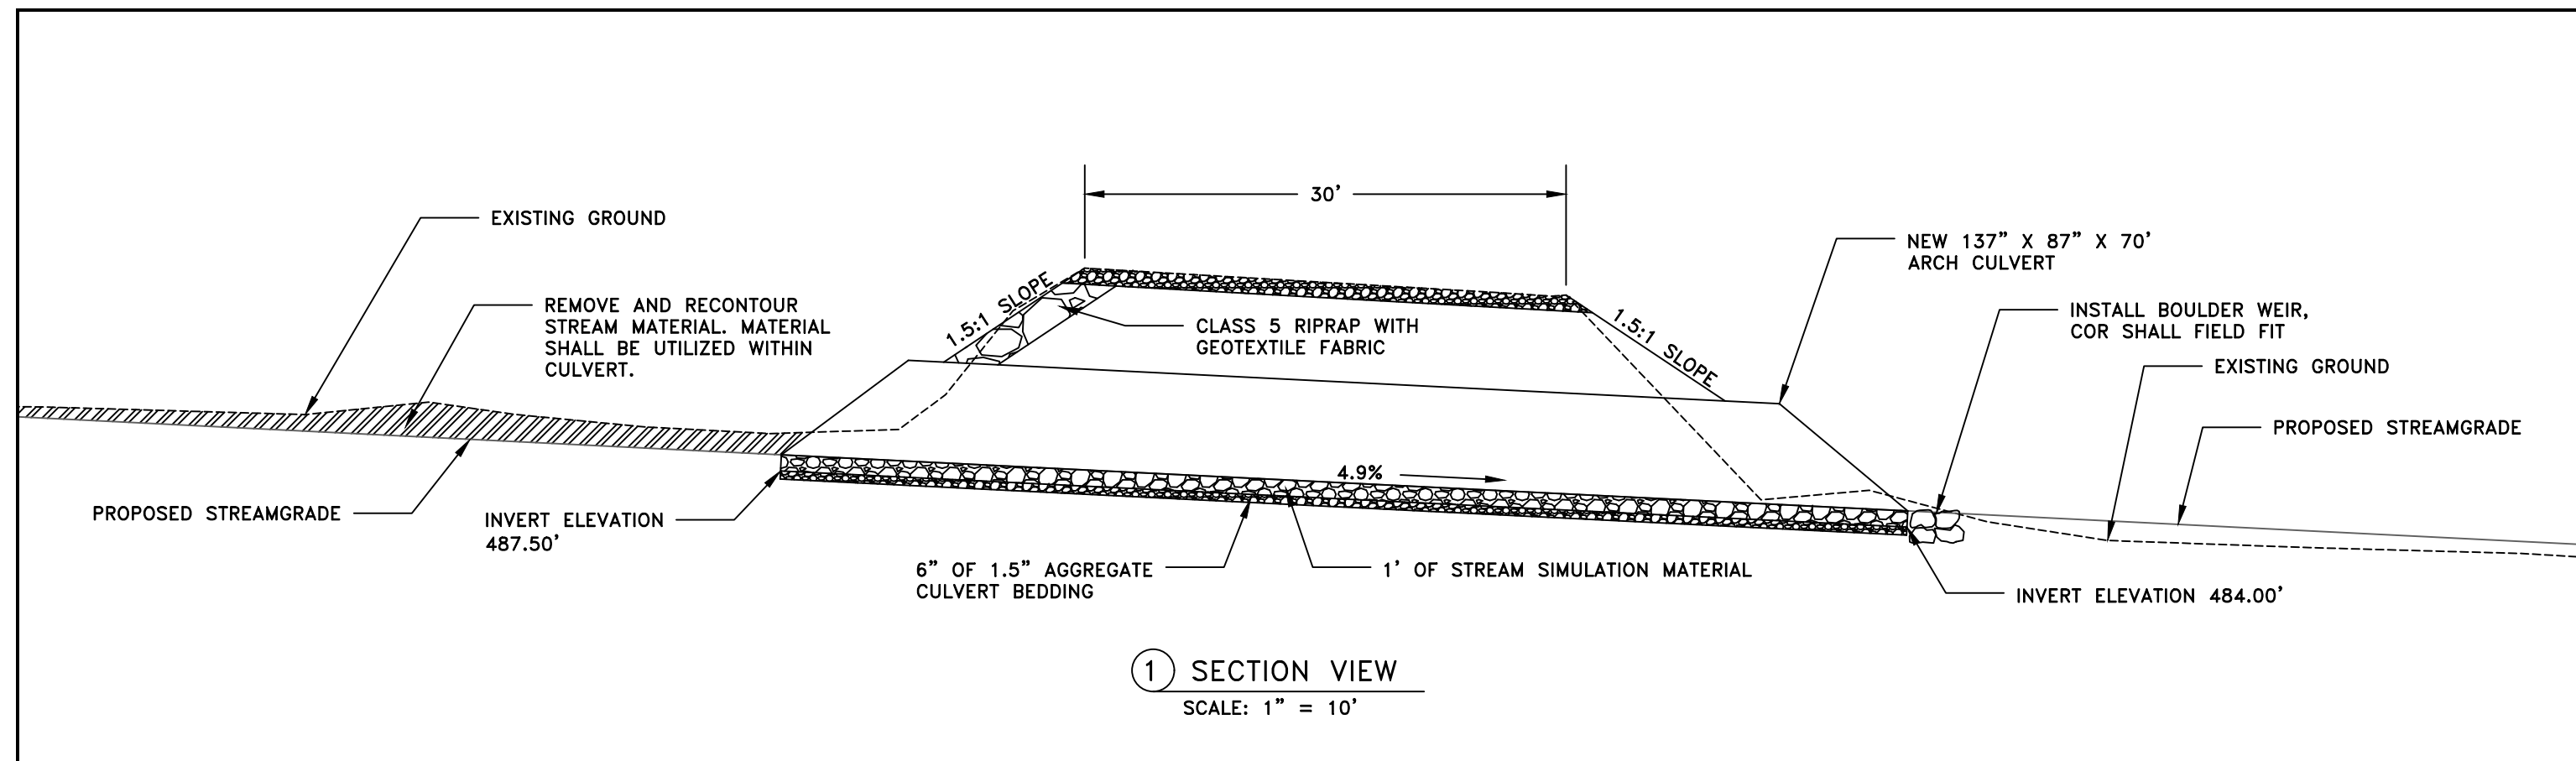 30'
EXISTING GROUND
NEW 137" X 87" X 70'
ARCH CULVERT
REMOVE AND RECONTOUR
STREAM MATERIAL. MATERIAL
SHALL BE UTILIZED WITHIN
CULVERT.
1.5:1 SLOPE
CLASS 5 RIPRAP WITH
GEOTEXTILE FABRIC
1.5:1 SLOPE
INSTALL BOULDER WEIR,
COR SHALL FIELD FIT
EXISTING GROUND
PROPOSED STREAMGRADE
4.9%
PROPOSED STREAMGRADE
INVERT ELEVATION
487.50'
6" OF 1.5" AGGREGATE
CULVERT BEDDING
1' OF STREAM SIMULATION MATERIAL
INVERT ELEVATION 484.00'
1 SECTION VIEW
SCALE: 1" = 10'